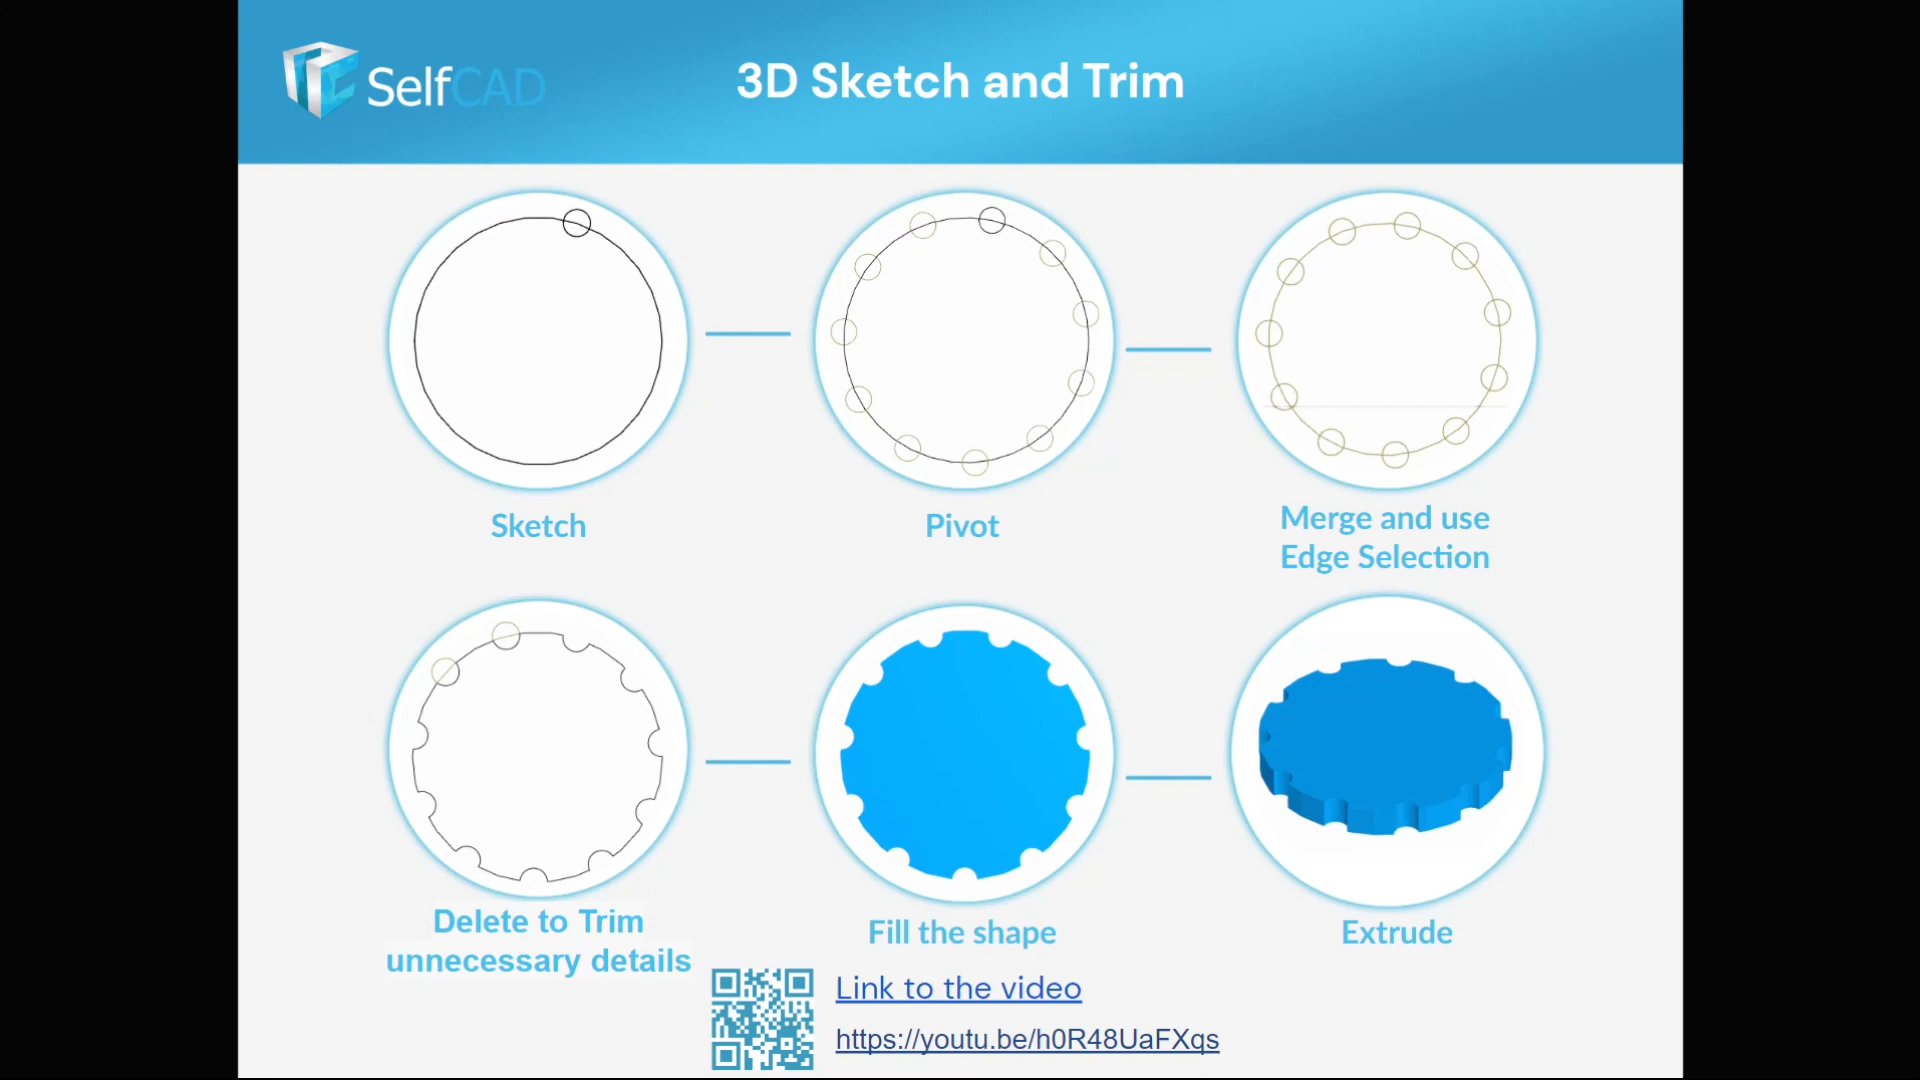 SelfCAD
3D Sketch and Trim
Sketch
Pivot
Merge and use
Edge Selection
Delete to Trim
unnecessary details
Fill the shape
Extrude
Link to the video
https://youtu.be/h0R48UaFXqs